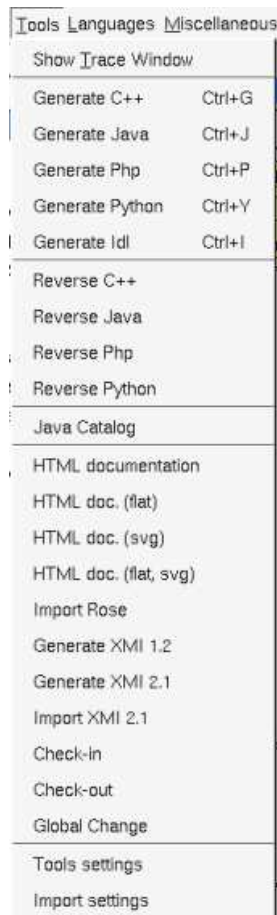 Tools Languages Miscellaneous
Show Trace Window
Generate C++ Ctrl+G
Generate Java Ctrl+J
Generate Php Ctrl+P
Generate Python Ctrl+Y
Generate Idl Ctrl+I
Reverse C++
Reverse Java
Reverse Php
Reverse Python
Java Catalog
HTML documentation
HTML doc. (flat)
HTML doc. (svg)
HTML doc. (flat, svg)
Import Rose
Generate XMI 1.2
Generate XMI 2.1
Import XMI 2.1
Check-in
Check-out
Global Change
Tools settings
Import settings